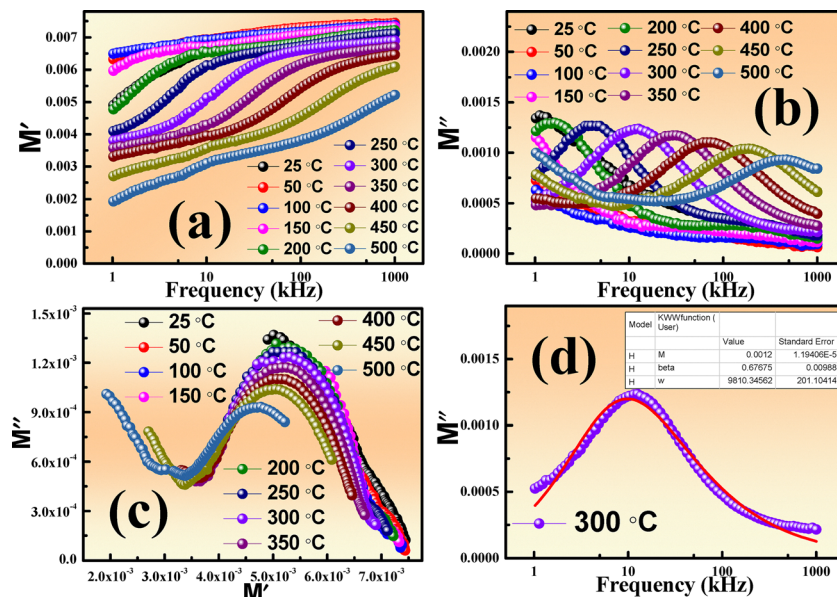 (a)
M′
0.007
0.006
0.005
0.004
0.003
0.002
0.001
0.000
25 °C
50 °C
100 °C
150 °C
200 °C
250 °C
300 °C
350 °C
400 °C
450 °C
500 °C
1 10 100 1000
Frequency (kHz)
(b)
M″
0.0020
0.0015
0.0010
0.0005
0.0000
25 °C
50 °C
100 °C
150 °C
200 °C
250 °C
300 °C
350 °C
400 °C
450 °C
500 °C
1 10 100 1000
Frequency (kHz)
(c)
M″
1.5x10⁻³
1.2x10⁻³
9.0x10⁻⁴
6.0x10⁻⁴
3.0x10⁻⁴
0.0
25 °C
50 °C
100 °C
150 °C
400 °C
450 °C
500 °C
200 °C
250 °C
300 °C
350 °C
2.0x10⁻³ 3.0x10⁻³ 4.0x10⁻³ 5.0x10⁻³ 6.0x10⁻³ 7.0x10⁻³
M′
(d)
M″
0.0015
0.0010
0.0005
0.0000
Model KWWfunction (
User)
Value Standard Error
H M 0.0012 1.19406E-5
H beta 0.67675 0.00988
H w 9810.34562 201.10414
300 °C
1 10 100 1000
Frequency (kHz)